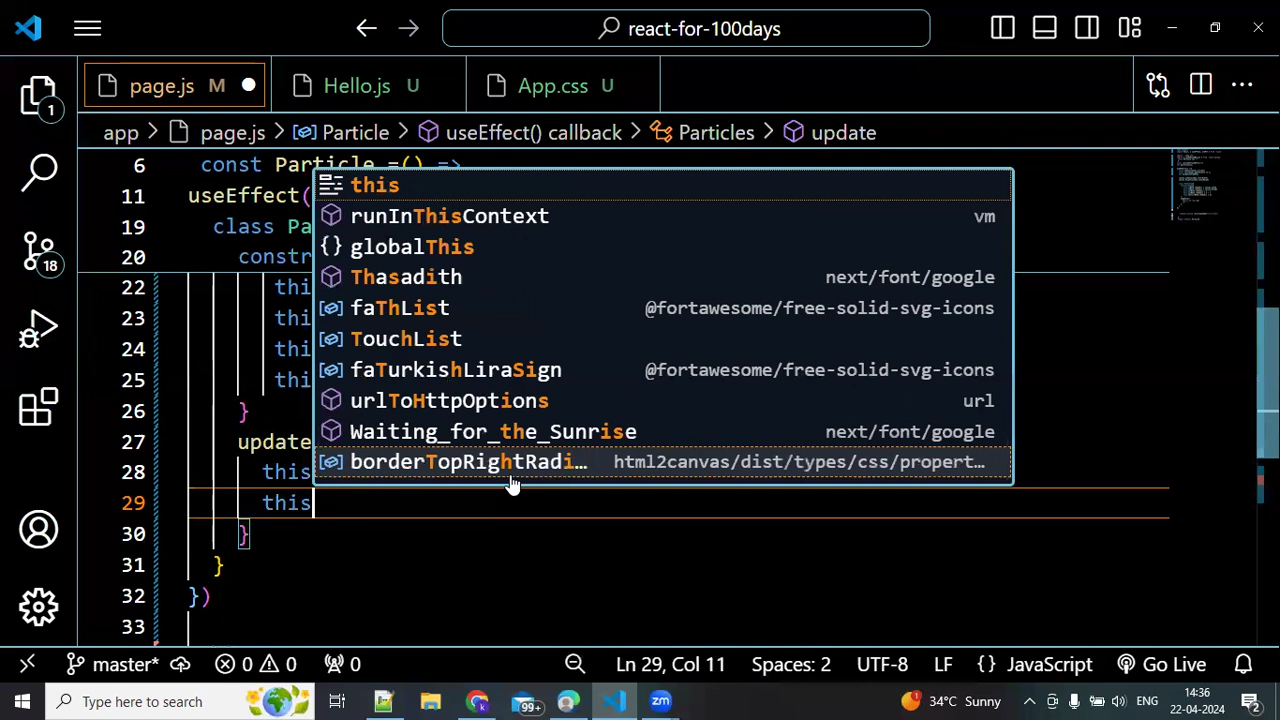 react-for-100days
page.js M
Hello.js U
App.css U
app > page.js > Particle > useEffect() callback > Particles > update
1
18
6 const Particle =() =>
11 useEffect(
19 class Pa
20 constr
22 thi
23 thi
24 thi
25 thi
26 }
27 update
28 this
29 this
30 }
31 }
32 })
33
this
runInThisContext vm
globalThis
Thasadith next/font/google
faThList @fortawesome/free-solid-svg-icons
TouchList
faTurkishLiraSign @fortawesome/free-solid-svg-icons
urlToHttpOptions url
Waiting_for_the_Sunrise next/font/google
borderTopRightRadi… html2canvas/dist/types/css/propert…
master* 0 0 0 Ln 29, Col 11 Spaces: 2 UTF-8 LF {} JavaScript Go Live
Type here to search 99+ zm 34°C Sunny ENG 14:36
22-04-2024 2